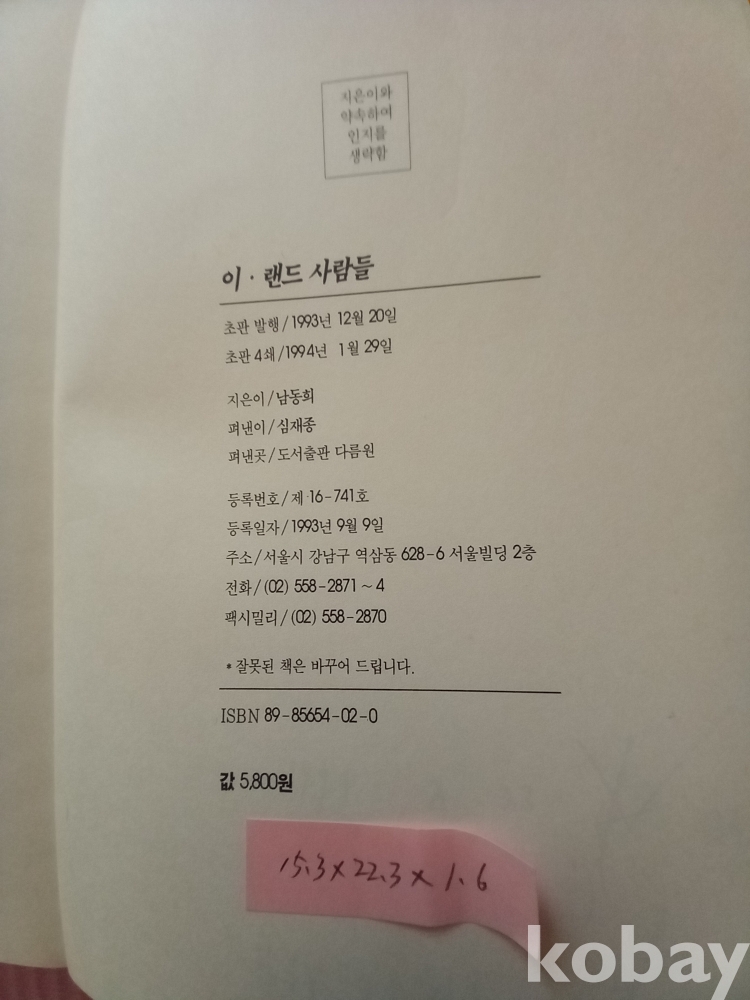 지은이와
약속하여
인지를
생략함
이·랜드 사람들
초판 발행/1993년 12월 20일
초판 4쇄/1994년 1월 29일
지은이/남동희
펴낸이/심재종
펴낸곳/도서출판 다름원
등록번호/제·16-741호
등록일자/1993년 9월 9일
주소/서울시 강남구 역삼동 628-6 서울빌딩 2층
전화/(02) 558-2871~4
팩시밀리/(02) 558-2870
*잘못된 책은 바꾸어 드립니다.
ISBN 89-85654-02-0
값 5,800원
15.3×22.3×1.6
kobay